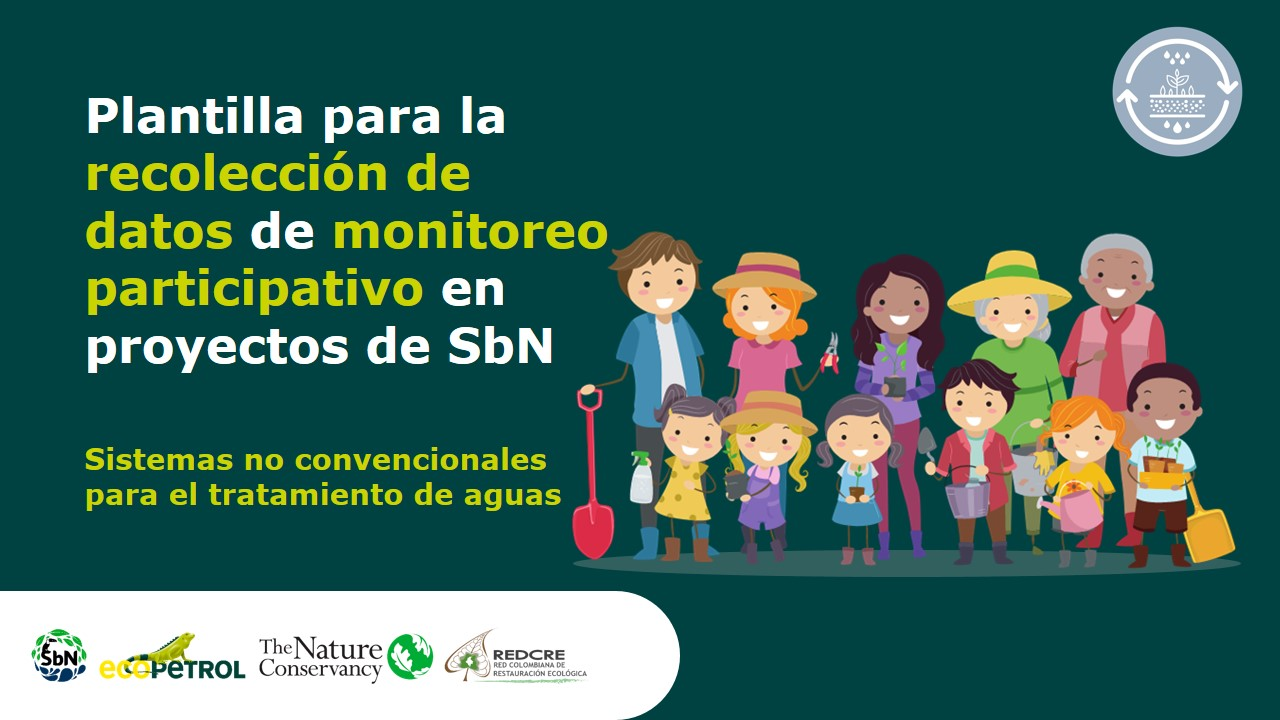 Plantilla para la
recolección de
datos de monitoreo
participativo en
proyectos de SbN
Sistemas no convencionales
para el tratamiento de aguas
SbN
ecopetrol
The Nature
Conservancy
REDCRE
RED COLOMBIANA DE
RESTAURACIÓN ECOLÓGICA